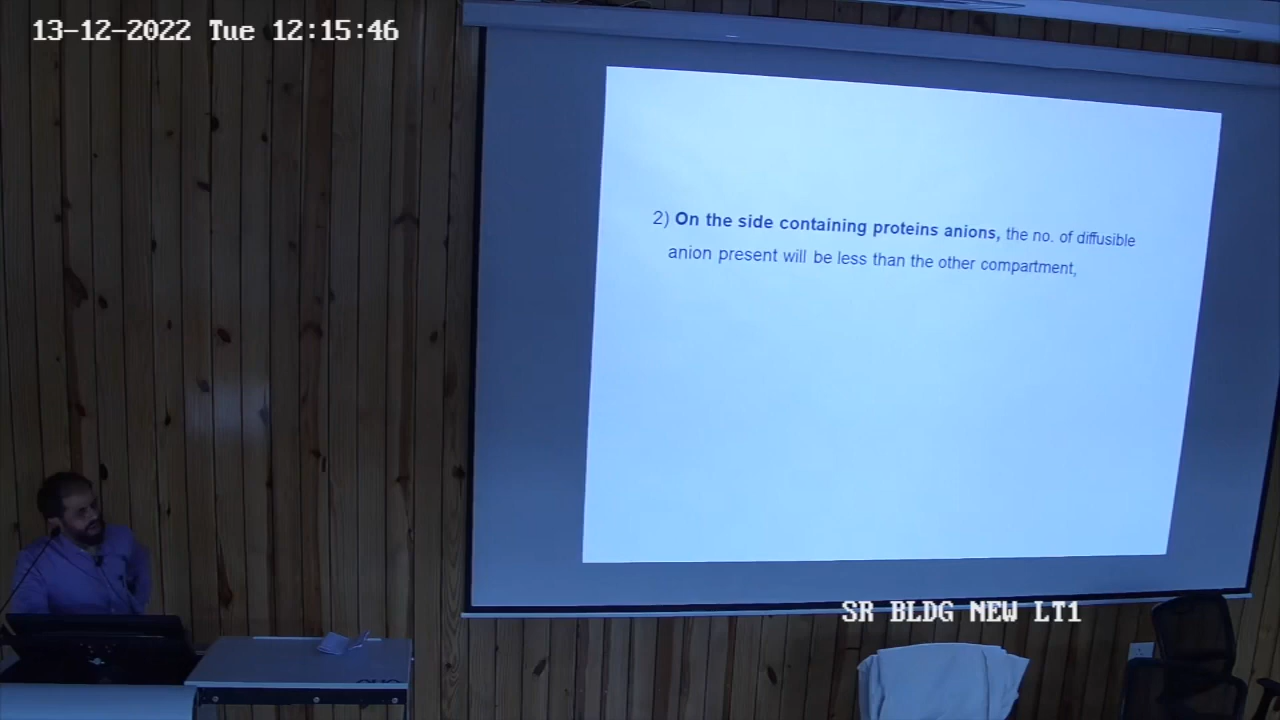 13-12-2022 Tue 12:15:46
2) On the side containing proteins anions, the no. of diffusible
anion present will be less than the other compartment,
SR BLDG NEW LT1